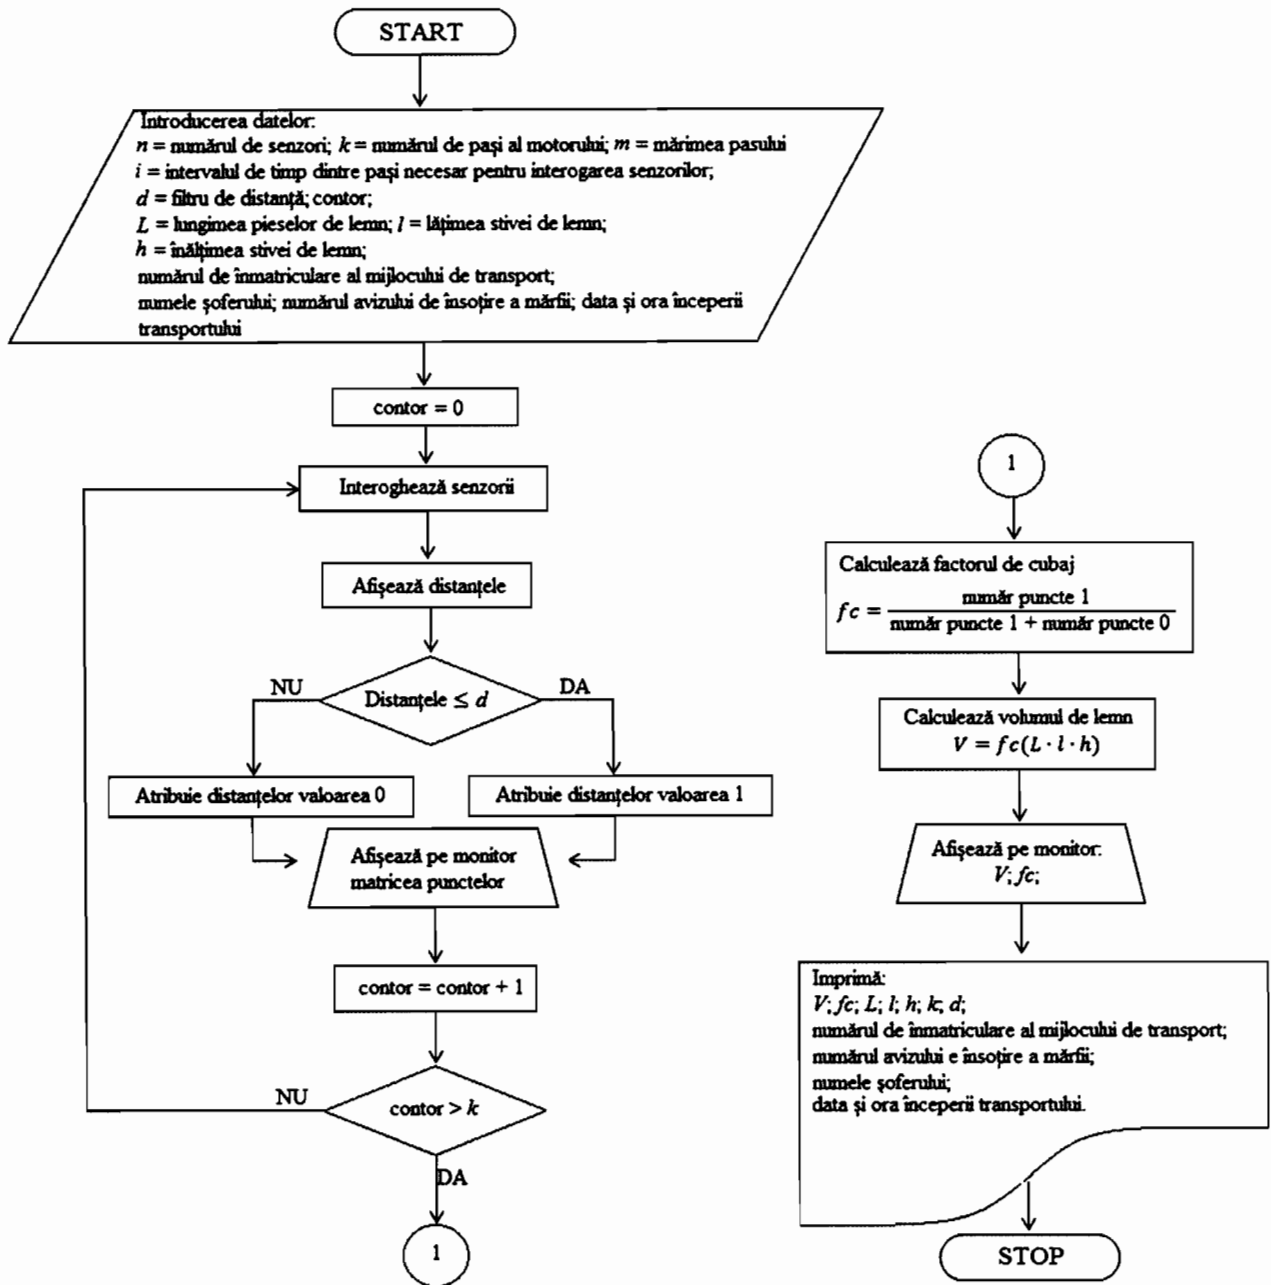 START
Introducerea datelor:
n = numărul de senzori; k = numărul de pași al motorului; m = mărimea pasului
i = intervalul de timp dintre pași necesar pentru interogarea senzorilor;
d = filtru de distanță; contor;
L = lungimea pieselor de lemn; l = lățimea stivei de lemn;
h = înălțimea stivei de lemn;
numărul de înmatriculare al mijlocului de transport;
numele șoferului; numărul avizului de însoțire a mărfii; data și ora începerii
transportului
contor = 0
Interoghează senzorii
Afișează distanțele
Distanțele ≤ d
NU
DA
Atribuie distanțelor valoarea 0
Atribuie distanțelor valoarea 1
Afișează pe monitor
matricea punctelor
contor = contor + 1
contor > k
NU
DA
1
1
Calculează factorul de cubaj
fc = număr puncte 1 / număr puncte 1 + număr puncte 0
Calculează volumul de lemn
V = fc(L · l · h)
Afișează pe monitor:
V; fc;
Imprimă:
V; fc; L; l; h; k; d;
numărul de înmatriculare al mijlocului de transport;
numărul avizului e însoțire a mărfii;
numele șoferului;
data și ora începerii transportului.
STOP